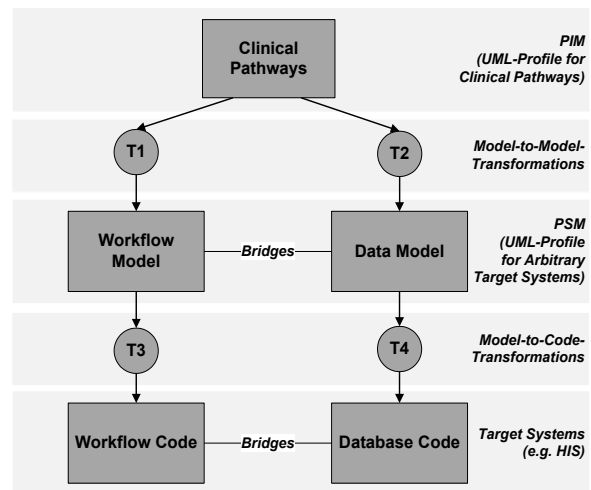 Clinical
Pathways
PIM
(UML-Profile for
Clinical Pathways)
T1
T2
Model-to-Model-
Transformations
Workflow
Model
Bridges
Data Model
PSM
(UML-Profile
for Arbitrary
Target Systems)
T3
T4
Model-to-Code-
Transformations
Workflow Code
Bridges
Database Code
Target Systems
(e.g. HIS)